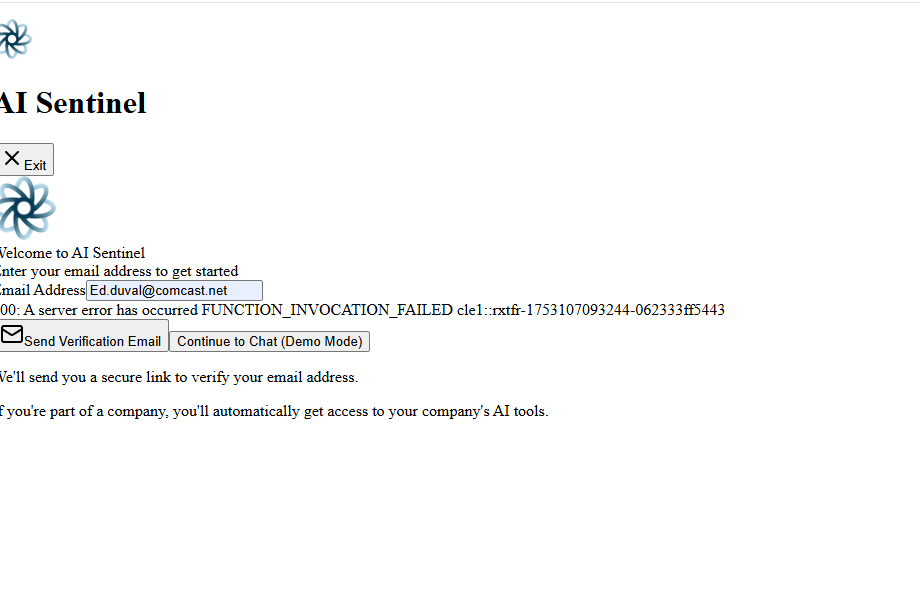 AI Sentinel
Exit
Welcome to AI Sentinel
Enter your email address to get started
Email Address Ed.duval@comcast.net
00: A server error has occurred FUNCTION_INVOCATION_FAILED cle1::rxtfr-1753107093244-062333ff5443
Send Verification Email Continue to Chat (Demo Mode)
We'll send you a secure link to verify your email address.
If you're part of a company, you'll automatically get access to your company's AI tools.